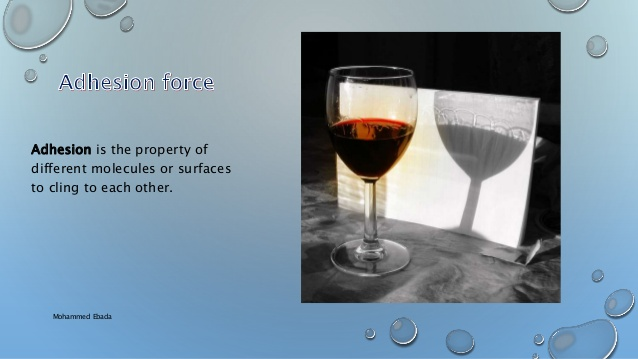 Adhesion force
Adhesion is the property of
different molecules or surfaces
to cling to each other.
Mohammed Ebada